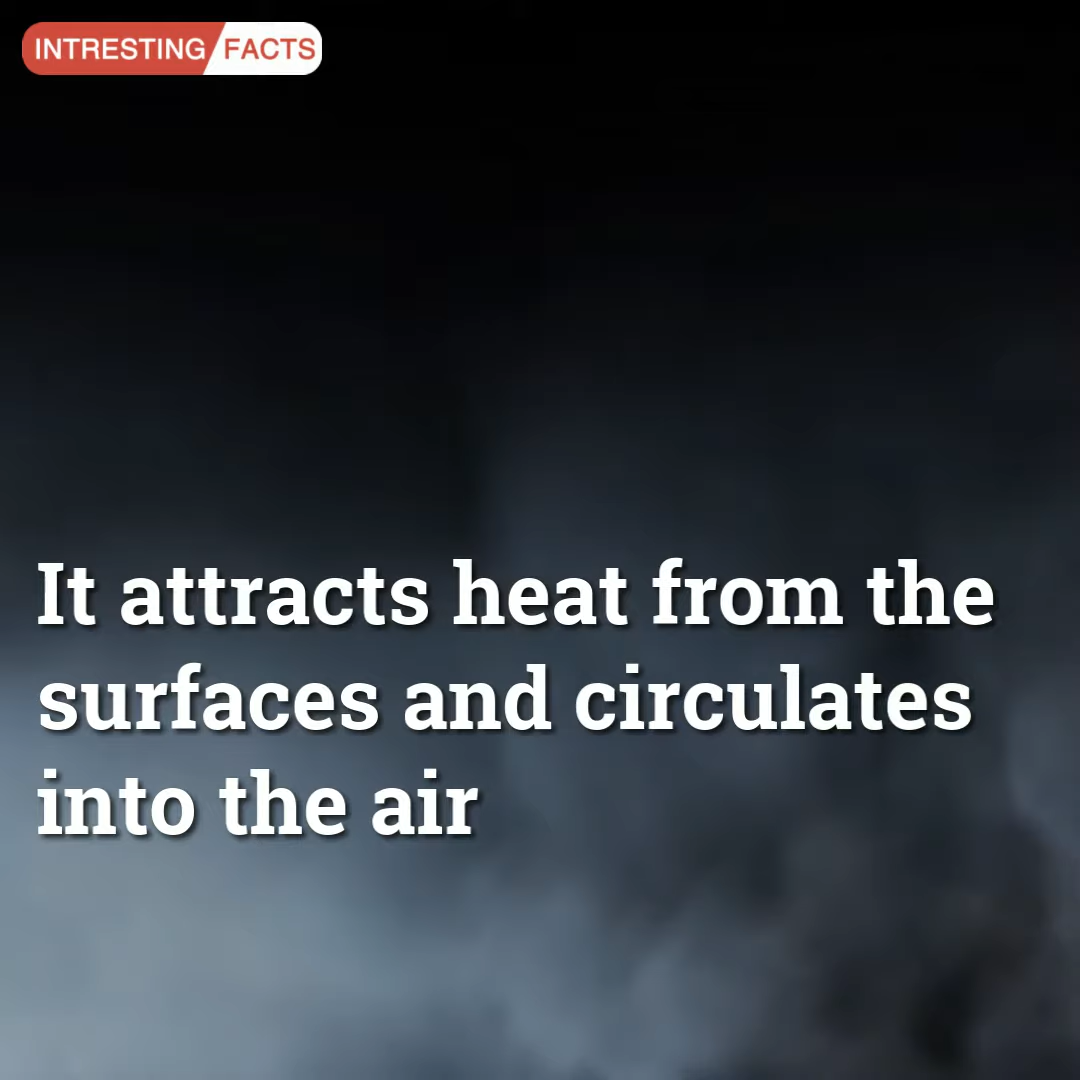 INTRESTING FACTS
It attracts heat from the
surfaces and circulates
into the air